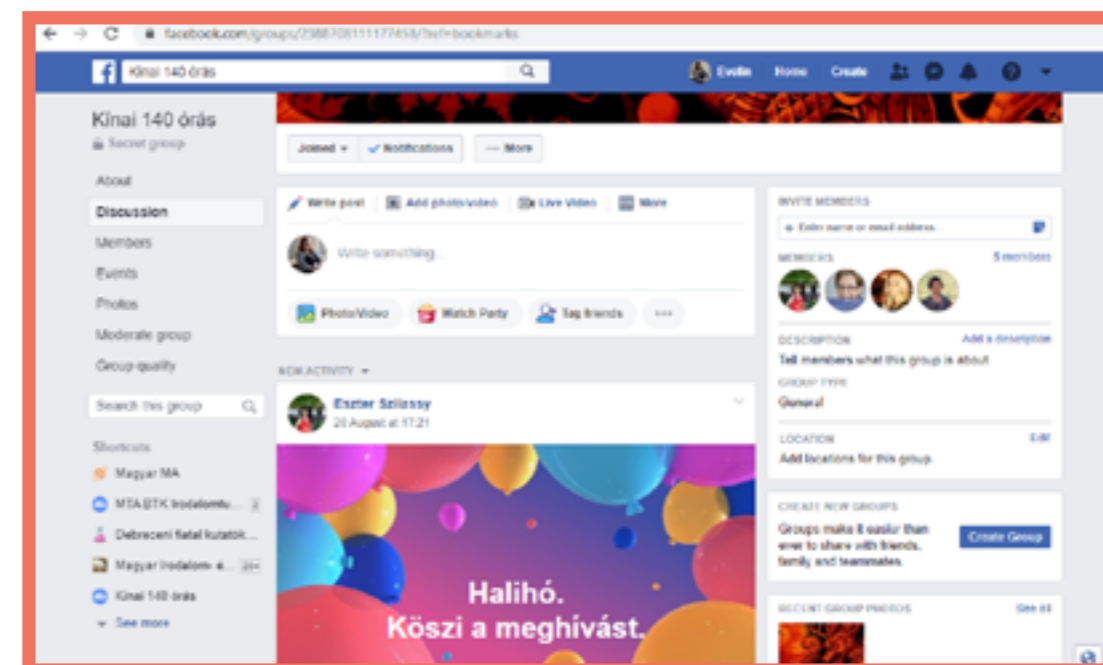 facebook.com/groups/2588708111177458/?ref=bookmarks
Kínai 140 órás
Evelin
Home
Create
Kínai 140 órás
Secret group
About
Discussion
Members
Events
Photos
Moderate group
Group quality
Search this group
Shortcuts
Magyar MA
MTA BTK Irodalomtu...
Debreceni fiatal kutatók...
Magyar Irodalom- é... 20+
Kínai 140 órás
See more
Joined
Notifications
More
Write post
Add photo/video
Live Video
More
Write something...
Photo/Video
Watch Party
Tag friends
NEW ACTIVITY
Eszter Szilassy
20 August at 17:21
Halihó.
Köszi a meghívást.
INVITE MEMBERS
Enter name or email address...
MEMBERS
5 members
DESCRIPTION
Add a description
Tell members what this group is about
GROUP TYPE
General
LOCATION
Edit
Add locations for this group.
CREATE NEW GROUPS
Groups make it easier than
ever to share with friends,
family and teammates.
Create Group
RECENT GROUP PHOTOS
See all